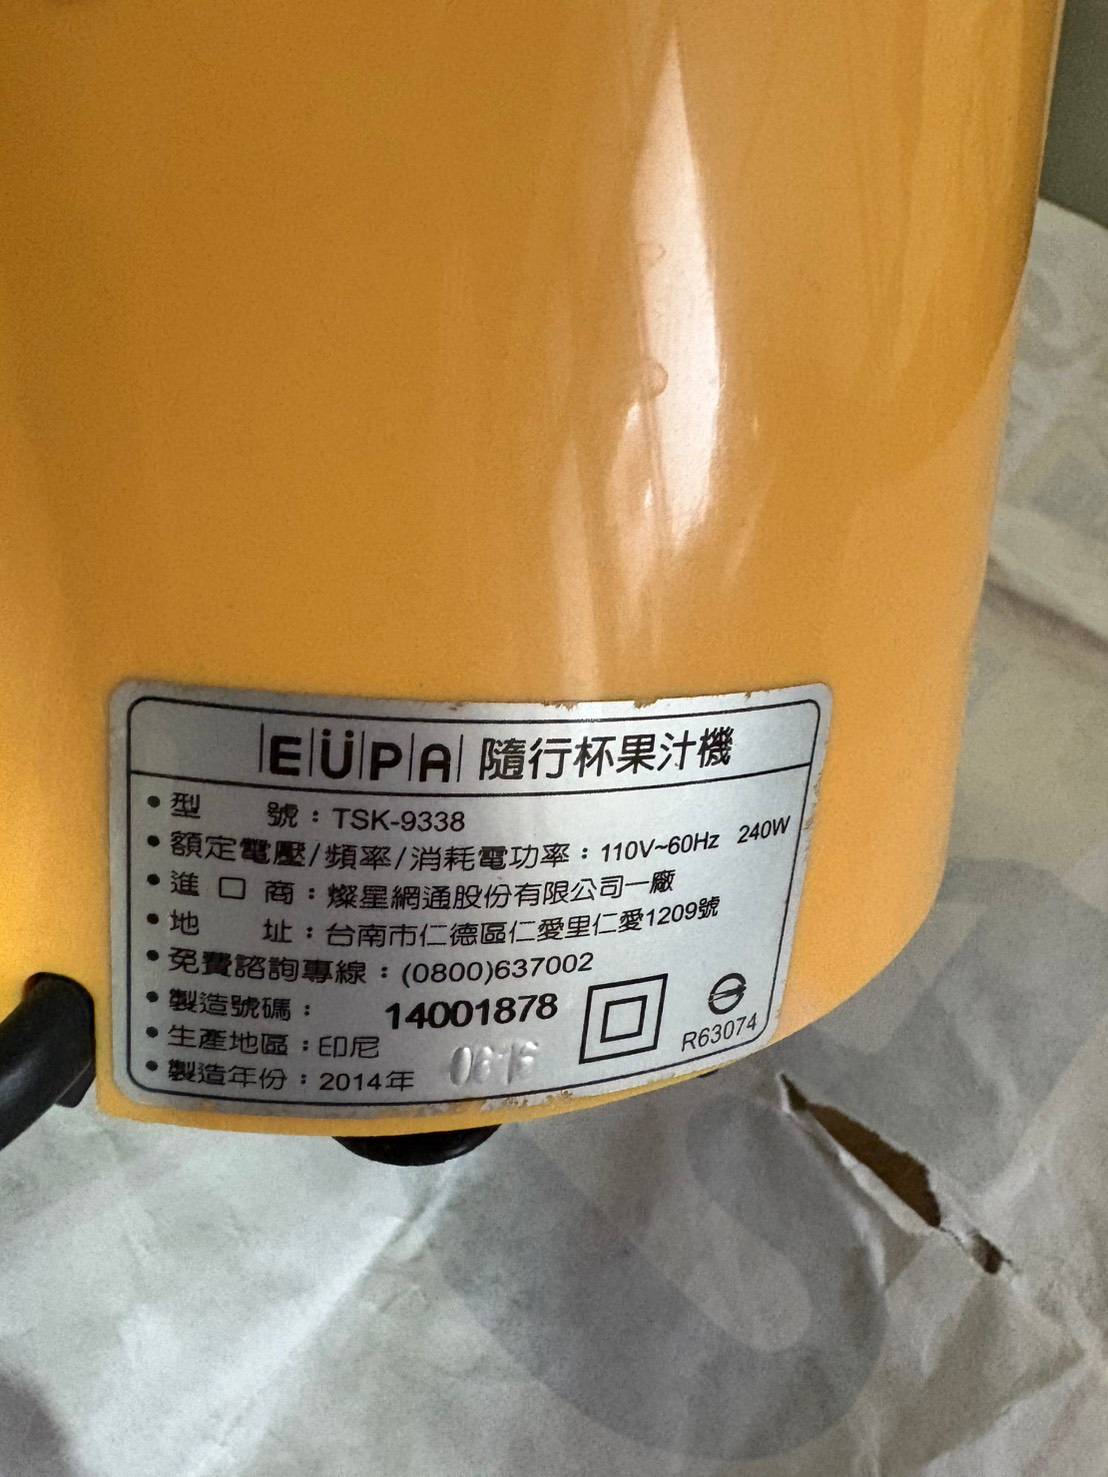 EÜPA 隨行杯果汁機
• 型 號：TSK-9338
• 額定電壓/頻率/消耗電功率：110V~60Hz 240W
• 進口商：燦星網通股份有限公司一廠
• 地 址：台南市仁德區仁愛里仁愛1209號
• 免費諮詢專線：(0800)637002
• 製造號碼： 14001878
• 生產地區：印尼
• 製造年份：2014年
R63074